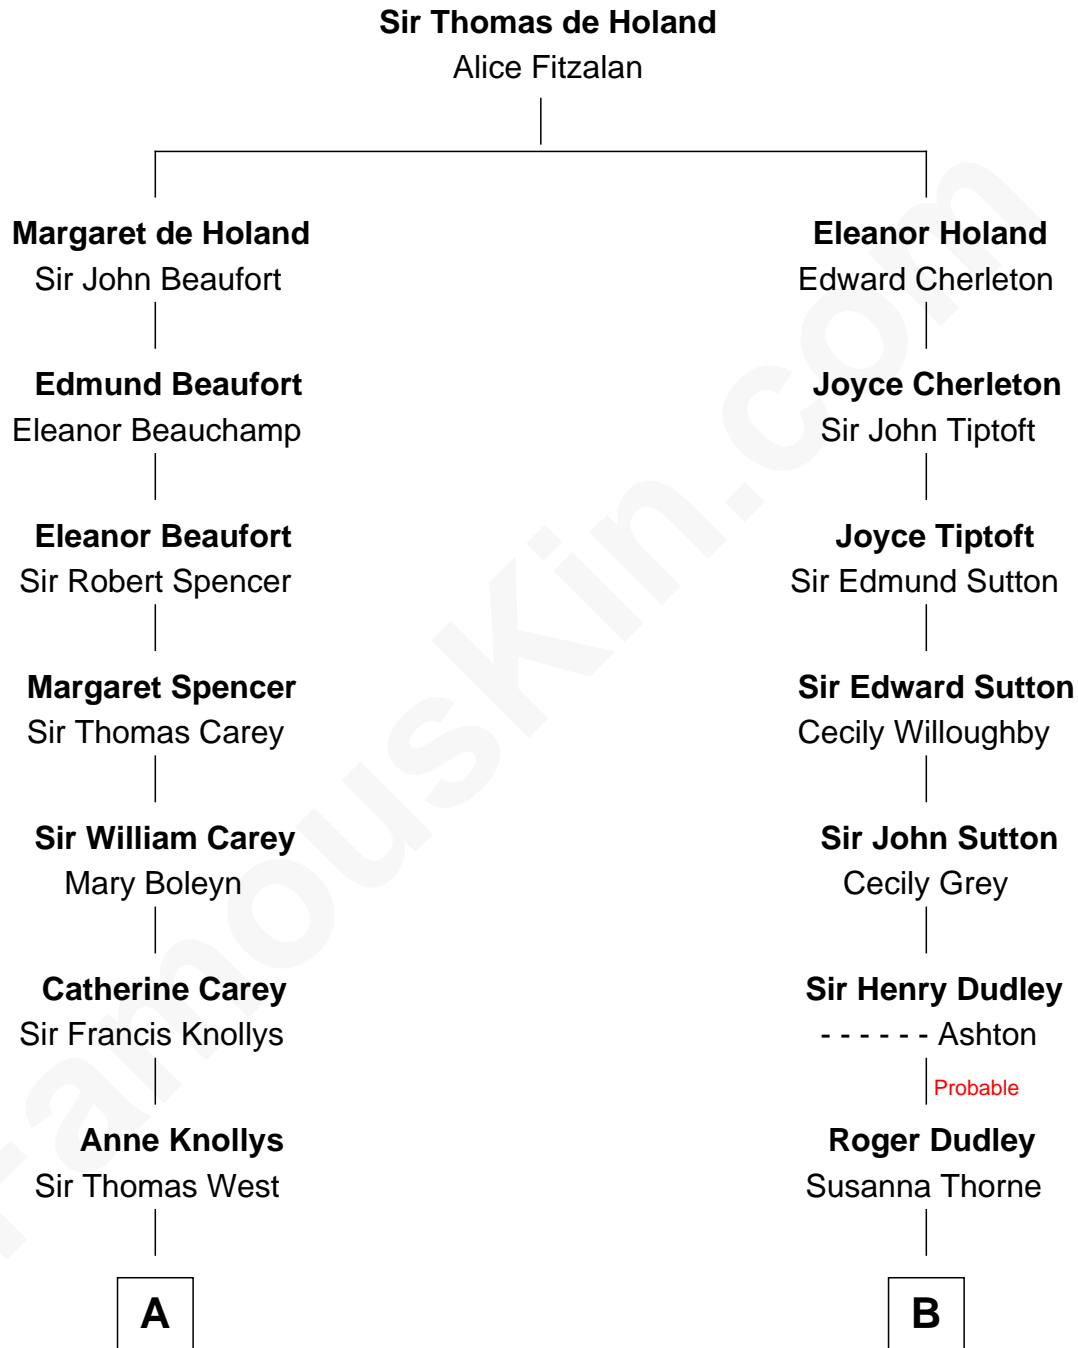 Sir Thomas de Holand
Alice Fitzalan
Margaret de Holand
Sir John Beaufort
Eleanor Holand
Edward Cherleton
Edmund Beaufort
Eleanor Beauchamp
Joyce Cherleton
Sir John Tiptoft
Eleanor Beaufort
Sir Robert Spencer
Joyce Tiptoft
Sir Edmund Sutton
Margaret Spencer
Sir Thomas Carey
Sir Edward Sutton
Cecily Willoughby
Sir William Carey
Mary Boleyn
Sir John Sutton
Cecily Grey
Catherine Carey
Sir Francis Knollys
Sir Henry Dudley
- - - - - - Ashton
Probable
Anne Knollys
Sir Thomas West
Roger Dudley
Susanna Thorne
A
B
FamousKin.com